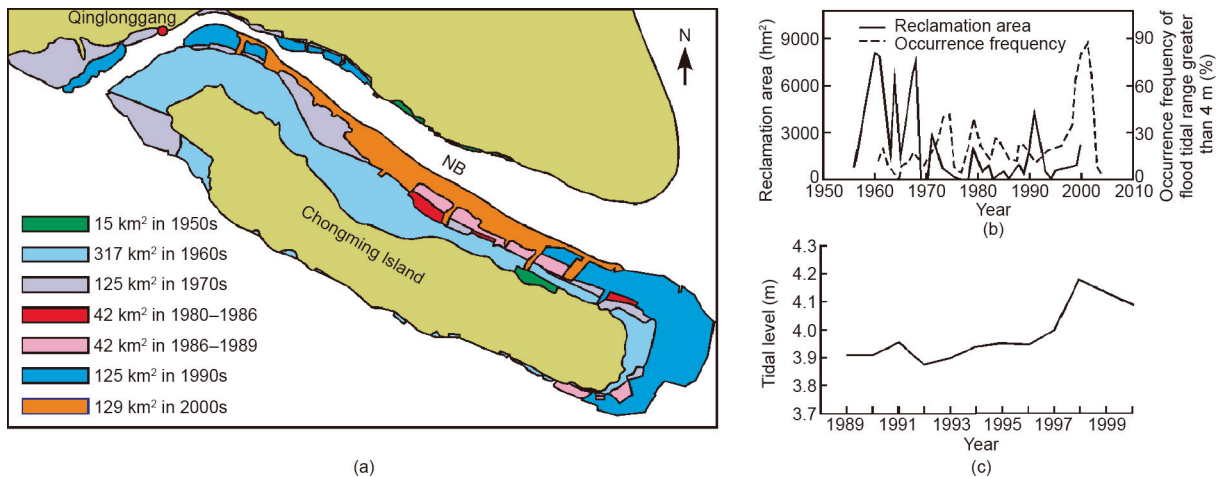 Qinglonggang
N
NB
Chongming Island
15 km² in 1950s
317 km² in 1960s
125 km² in 1970s
42 km² in 1980–1986
42 km² in 1986–1989
125 km² in 1990s
129 km² in 2000s
(a)
Reclamation area
Occurrence frequency
Reclamation area (hm²)
9000
6000
3000
0
90
60
30
0
Occurrence frequency of
flood tidal range greater
than 4 m (%)
1950 1960 1970 1980 1990 2000 2010
Year
(b)
Tidal level (m)
4.3
4.2
4.1
4.0
3.9
3.8
3.7
1989 1991 1993 1995 1997 1999
Year
(c)